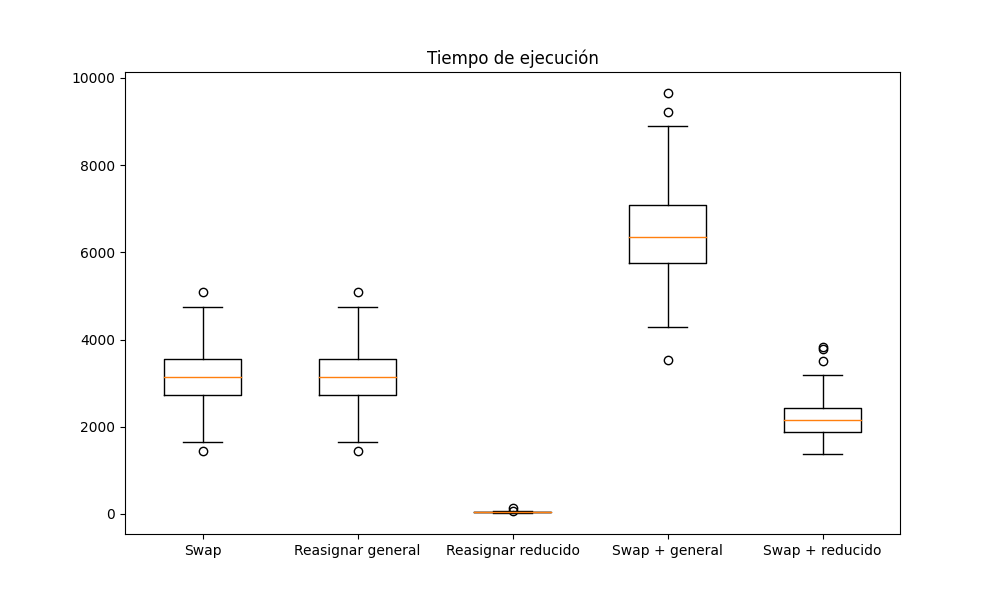 Tiempo de ejecución
10000
8000
6000
4000
2000
0
Swap
Reasignar general
Reasignar reducido
Swap + general
Swap + reducido